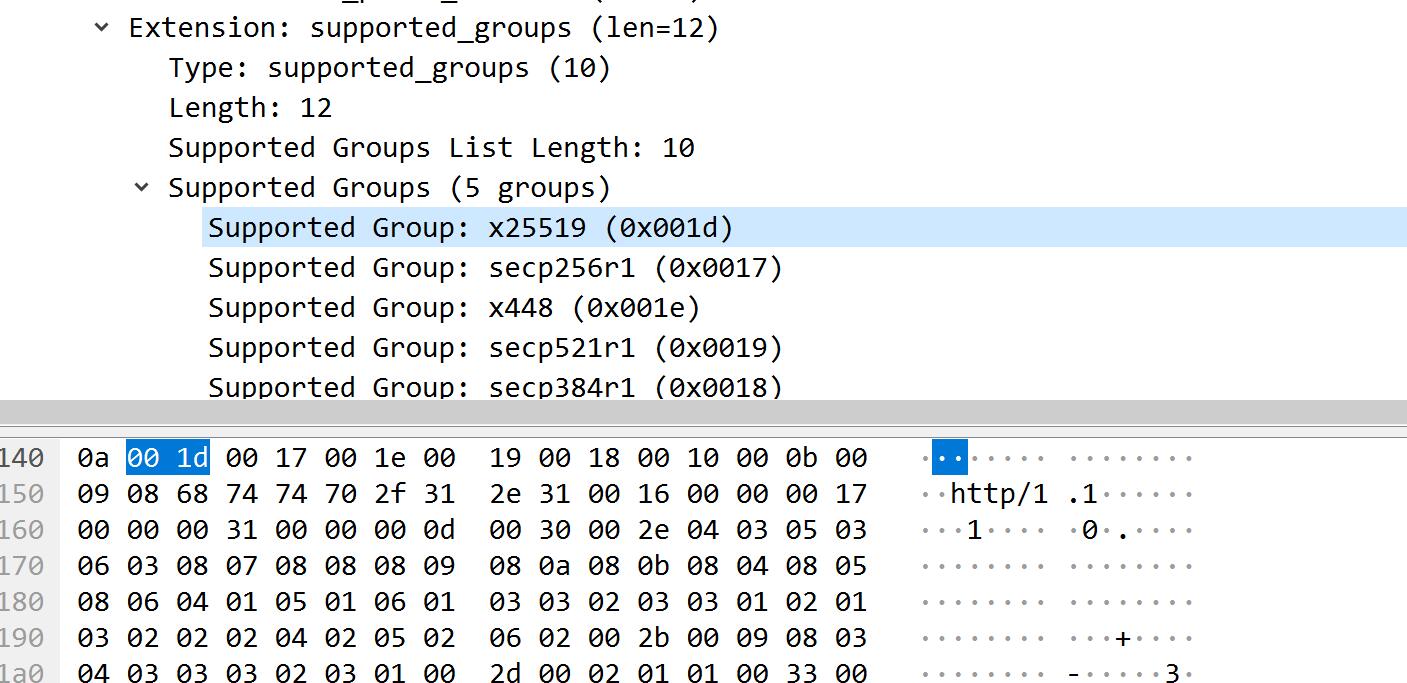 Extension: supported_groups (len=12)
Type: supported_groups (10)
Length: 12
Supported Groups List Length: 10
Supported Groups (5 groups)
Supported Group: x25519 (0x001d)
Supported Group: secp256r1 (0x0017)
Supported Group: x448 (0x001e)
Supported Group: secp521r1 (0x0019)
Supported Group: secp384r1 (0x0018)
140 0a 00 1d 00 17 00 1e 00 19 00 18 00 10 00 0b 00 ········ ········
150 09 08 68 74 74 70 2f 31 2e 31 00 16 00 00 00 17 ··http/1 .1······
160 00 00 00 31 00 00 00 0d 00 30 00 2e 04 03 05 03 ···1···· ·0·.····
170 06 03 08 07 08 08 08 09 08 0a 08 0b 08 04 08 05 ········ ········
180 08 06 04 01 05 01 06 01 03 03 02 03 03 01 02 01 ········ ········
190 03 02 02 02 04 02 05 02 06 02 00 2b 00 09 08 03 ········ ···+····
1a0 04 03 03 03 02 03 01 00 2d 00 02 01 01 00 33 00 ········ -·····3·